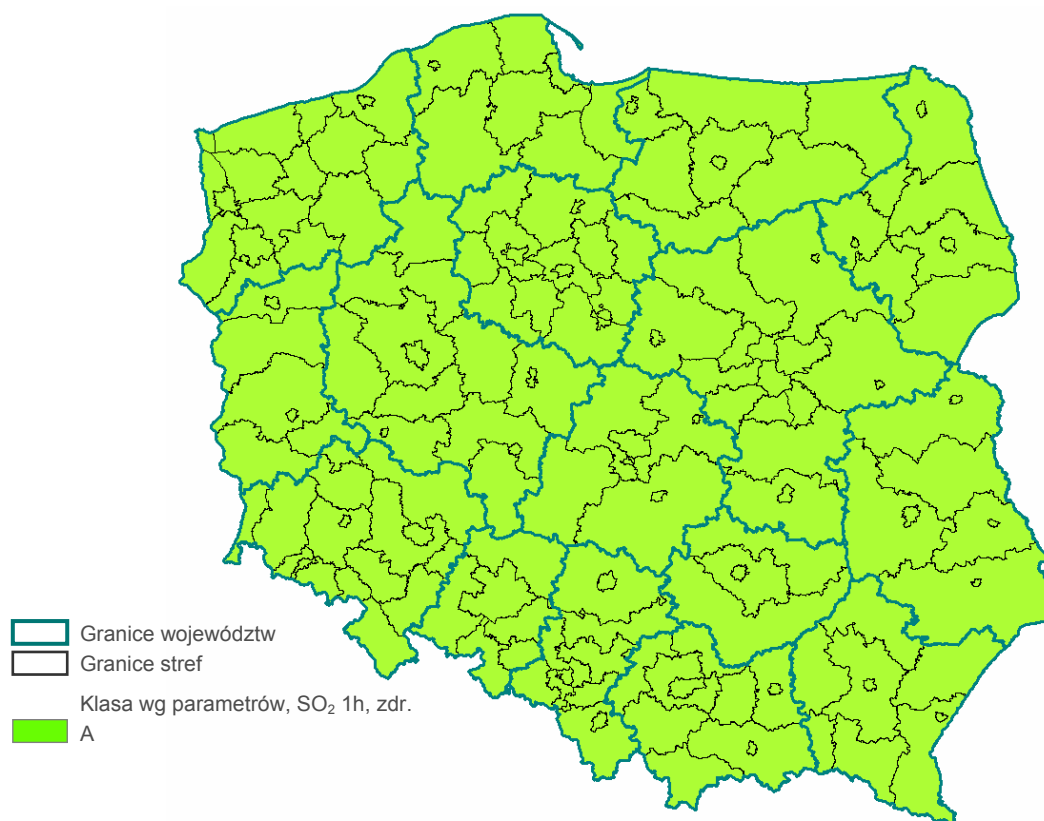 Granice województw
Granice stref
Klasa wg parametrów, SO₂ 1h, zdr.
A